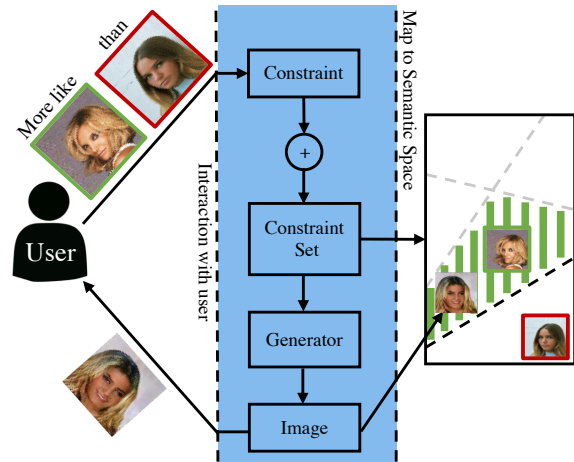 than
More like
User
Interaction with user
Constraint
+
Constraint
Set
Generator
Image
Map to Semantic Space